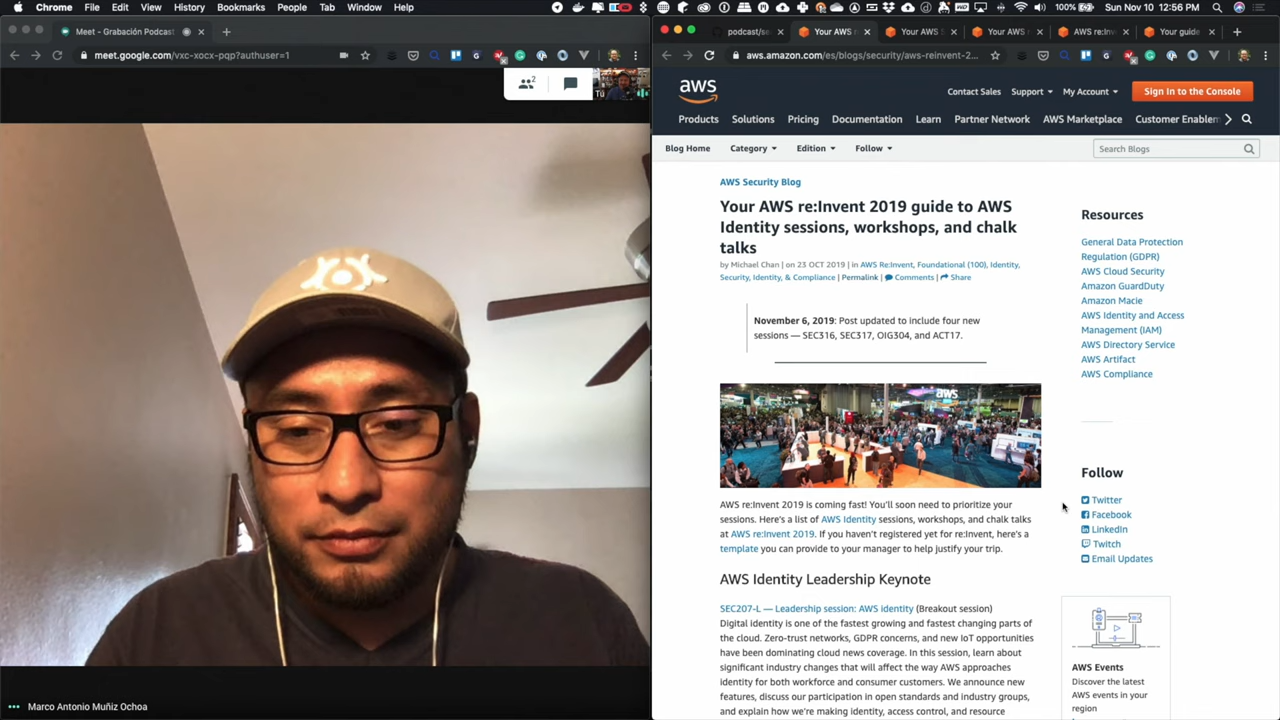 Chrome File Edit View History Bookmarks People Tab Window Help
100% Sun Nov 10 12:56 PM
Meet - Grabación Podcast
meet.google.com/vxc-xocx-pqp?authuser=1
2
Tú
Marco Antonio Muñiz Ochoa
podcast/se
Your AWS r
Your AWS S
Your AWS
AWS re:Inv
Your guide
aws.amazon.com/es/blogs/security/aws-reinvent-2...
aws
Contact Sales Support My Account Sign In to the Console
Products Solutions Pricing Documentation Learn Partner Network AWS Marketplace Customer Enablem
Blog Home Category Edition Follow Search Blogs
AWS Security Blog
Your AWS re:Invent 2019 guide to AWS
Identity sessions, workshops, and chalk
talks
by Michael Chan | on 23 OCT 2019 | in AWS Re:Invent, Foundational (100), Identity,
Security, Identity, & Compliance | Permalink | Comments | Share
November 6, 2019: Post updated to include four new
sessions — SEC316, SEC317, OIG304, and ACT17.
aws
AWS re:Invent 2019 is coming fast! You'll soon need to prioritize your
sessions. Here's a list of AWS Identity sessions, workshops, and chalk talks
at AWS re:Invent 2019. If you haven't registered yet for re:Invent, here's a
template you can provide to your manager to help justify your trip.
AWS Identity Leadership Keynote
SEC207-L — Leadership session: AWS identity (Breakout session)
Digital identity is one of the fastest growing and fastest changing parts of
the cloud. Zero-trust networks, GDPR concerns, and new IoT opportunities
have been dominating cloud news coverage. In this session, learn about
significant industry changes that will affect the way AWS approaches
identity for both workforce and consumer customers. We announce new
features, discuss our participation in open standards and industry groups,
and explain how we're making identity, access control, and resource
Resources
General Data Protection
Regulation (GDPR)
AWS Cloud Security
Amazon GuardDuty
Amazon Macie
AWS Identity and Access
Management (IAM)
AWS Directory Service
AWS Artifact
AWS Compliance
Follow
Twitter
Facebook
LinkedIn
Twitch
Email Updates
AWS Events
Discover the latest
AWS events in your
region